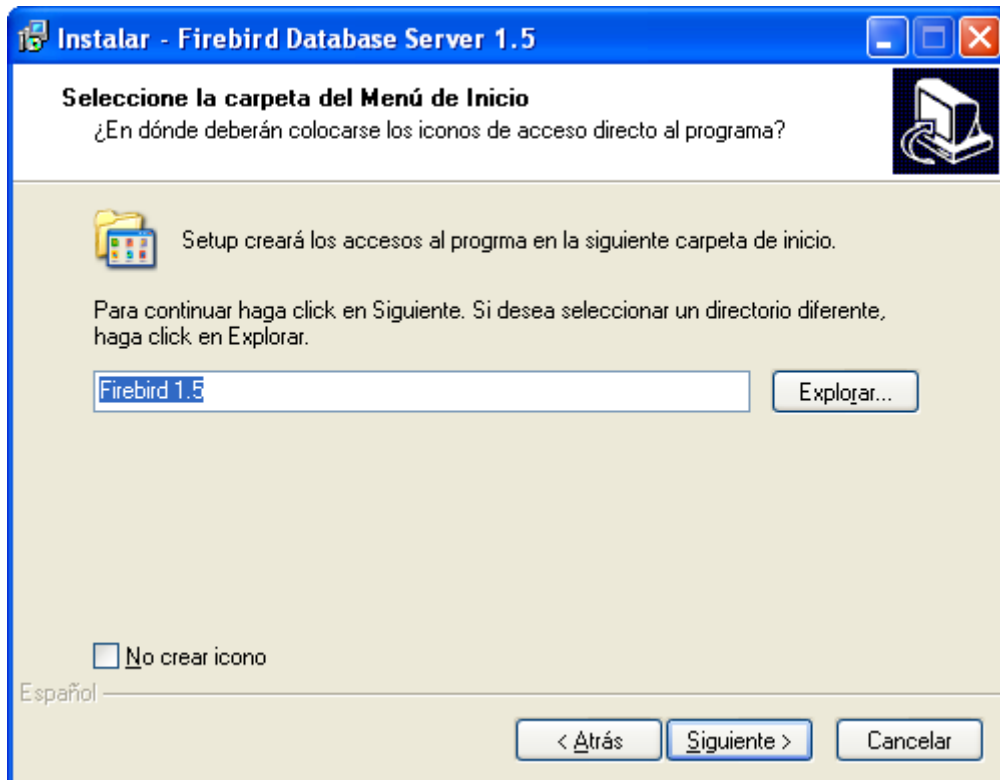 Instalar - Firebird Database Server 1.5
Seleccione la carpeta del Menú de Inicio
¿En dónde deberán colocarse los iconos de acceso directo al programa?
Setup creará los accesos al progrma en la siguiente carpeta de inicio.
Para continuar haga click en Siguiente. Si desea seleccionar un directorio diferente,
haga click en Explorar.
Firebird 1.5
Explorar...
No crear icono
Español
< Atrás
Siguiente >
Cancelar